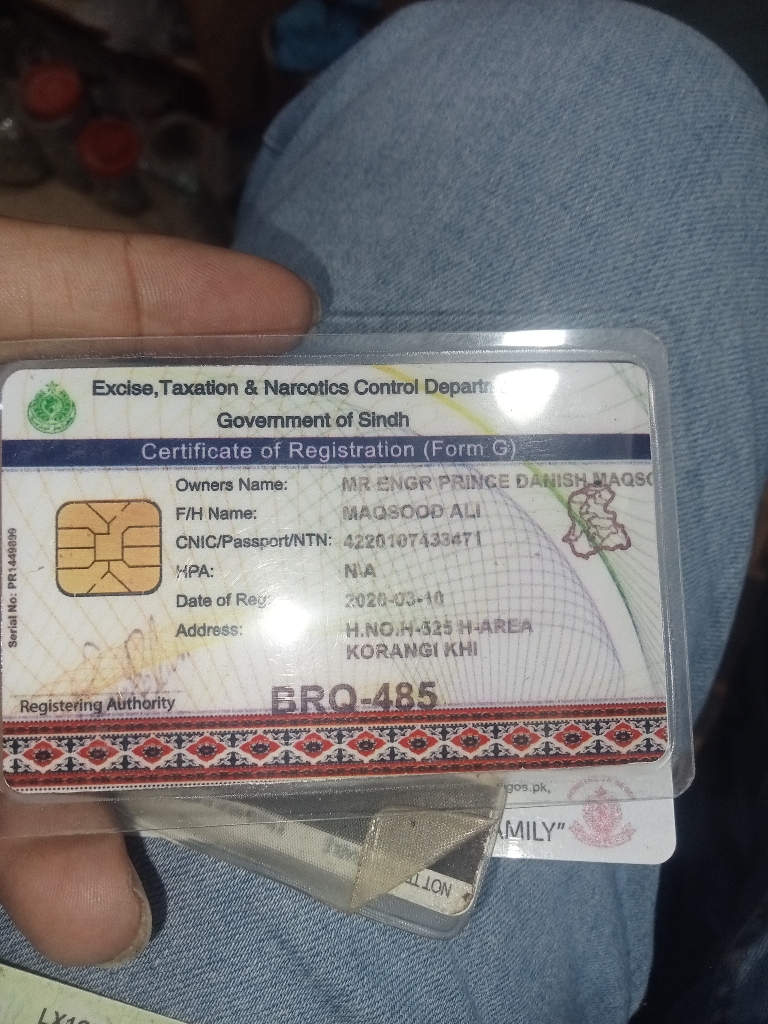 Excise,Taxation & Narcotics Control
Government of Sindh
Certificate of Registration (Form G)
Owners Name: MR ENGR PRINCE DANISH
F/H Name: MAQSOOD ALI
CNIC/Passport/NTN: 4220107433471
HPA: N\A
Date of Reg: 2020-03-10
Address: H.NO.H-525 H-AREA
KORANGI KHI
Serial No: PR1449899
Registering Authority
BRQ-485